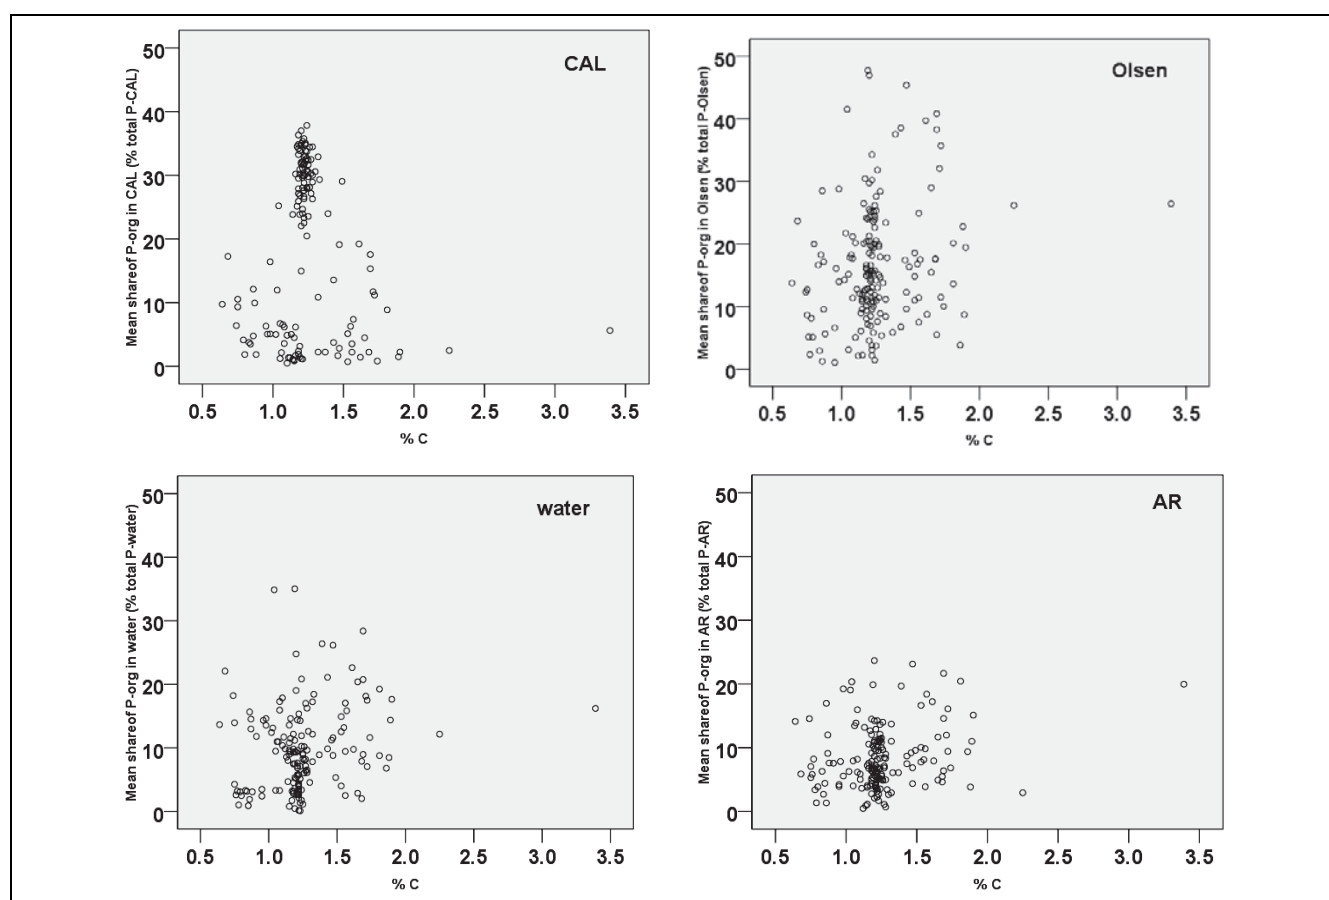 CAL
Mean shareof P-org in CAL (% total P-CAL)
50
40
30
20
10
0
0.5 1.0 1.5 2.0 2.5 3.0 3.5
% C
Olsen
Mean shareof P-org in Olsen (% total P-Olsen)
50
40
30
20
10
0
0.5 1.0 1.5 2.0 2.5 3.0 3.5
% C
water
Mean shareof P-org in water (% total P-water)
50
40
30
20
10
0
0.5 1.0 1.5 2.0 2.5 3.0 3.5
% C
AR
Mean shareof P-org in AR (% total P-AR)
50
40
30
20
10
0
0.5 1.0 1.5 2.0 2.5 3.0 3.5
% C